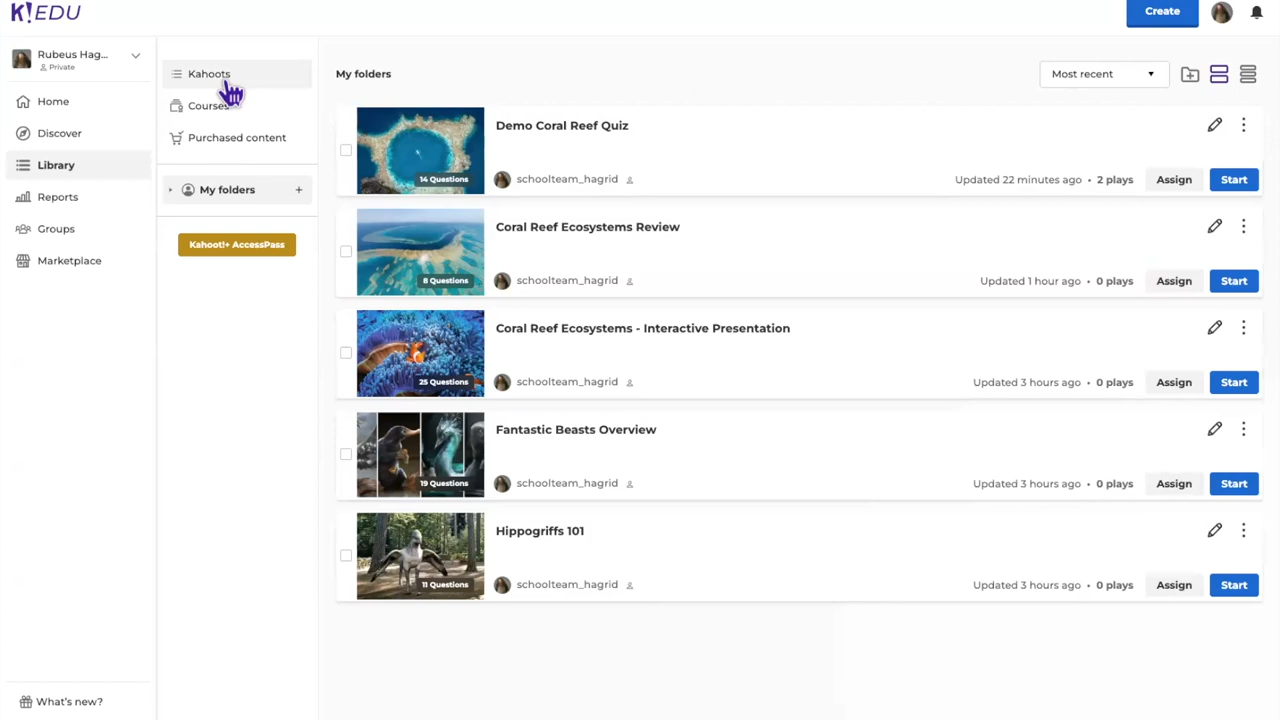 K!EDU
Create
Rubeus Hag...
Private
Home
Discover
Library
Reports
Groups
Marketplace
What's new?
Kahoots
Courses
Purchased content
My folders +
Kahoot!+ AccessPass
My folders
Most recent
Demo Coral Reef Quiz
14 Questions
schoolteam_hagrid
Updated 22 minutes ago • 2 plays Assign Start
Coral Reef Ecosystems Review
8 Questions
schoolteam_hagrid
Updated 1 hour ago • 0 plays Assign Start
Coral Reef Ecosystems - Interactive Presentation
25 Questions
schoolteam_hagrid
Updated 3 hours ago • 0 plays Assign Start
Fantastic Beasts Overview
19 Questions
schoolteam_hagrid
Updated 3 hours ago • 0 plays Assign Start
Hippogriffs 101
11 Questions
schoolteam_hagrid
Updated 3 hours ago • 0 plays Assign Start